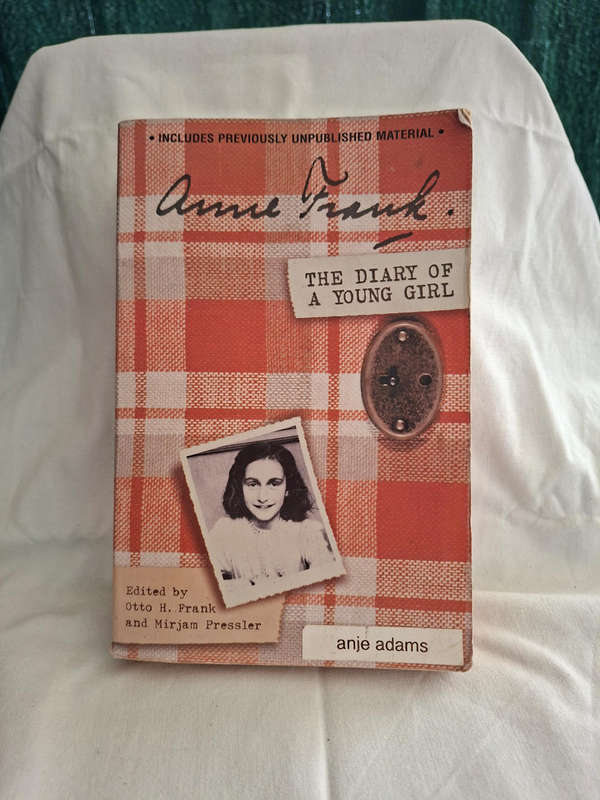 • INCLUDES PREVIOUSLY UNPUBLISHED MATERIAL •
Anne Frank.
THE DIARY OF
A YOUNG GIRL
Edited by
Otto H. Frank
and Mirjam Pressler
anje adams